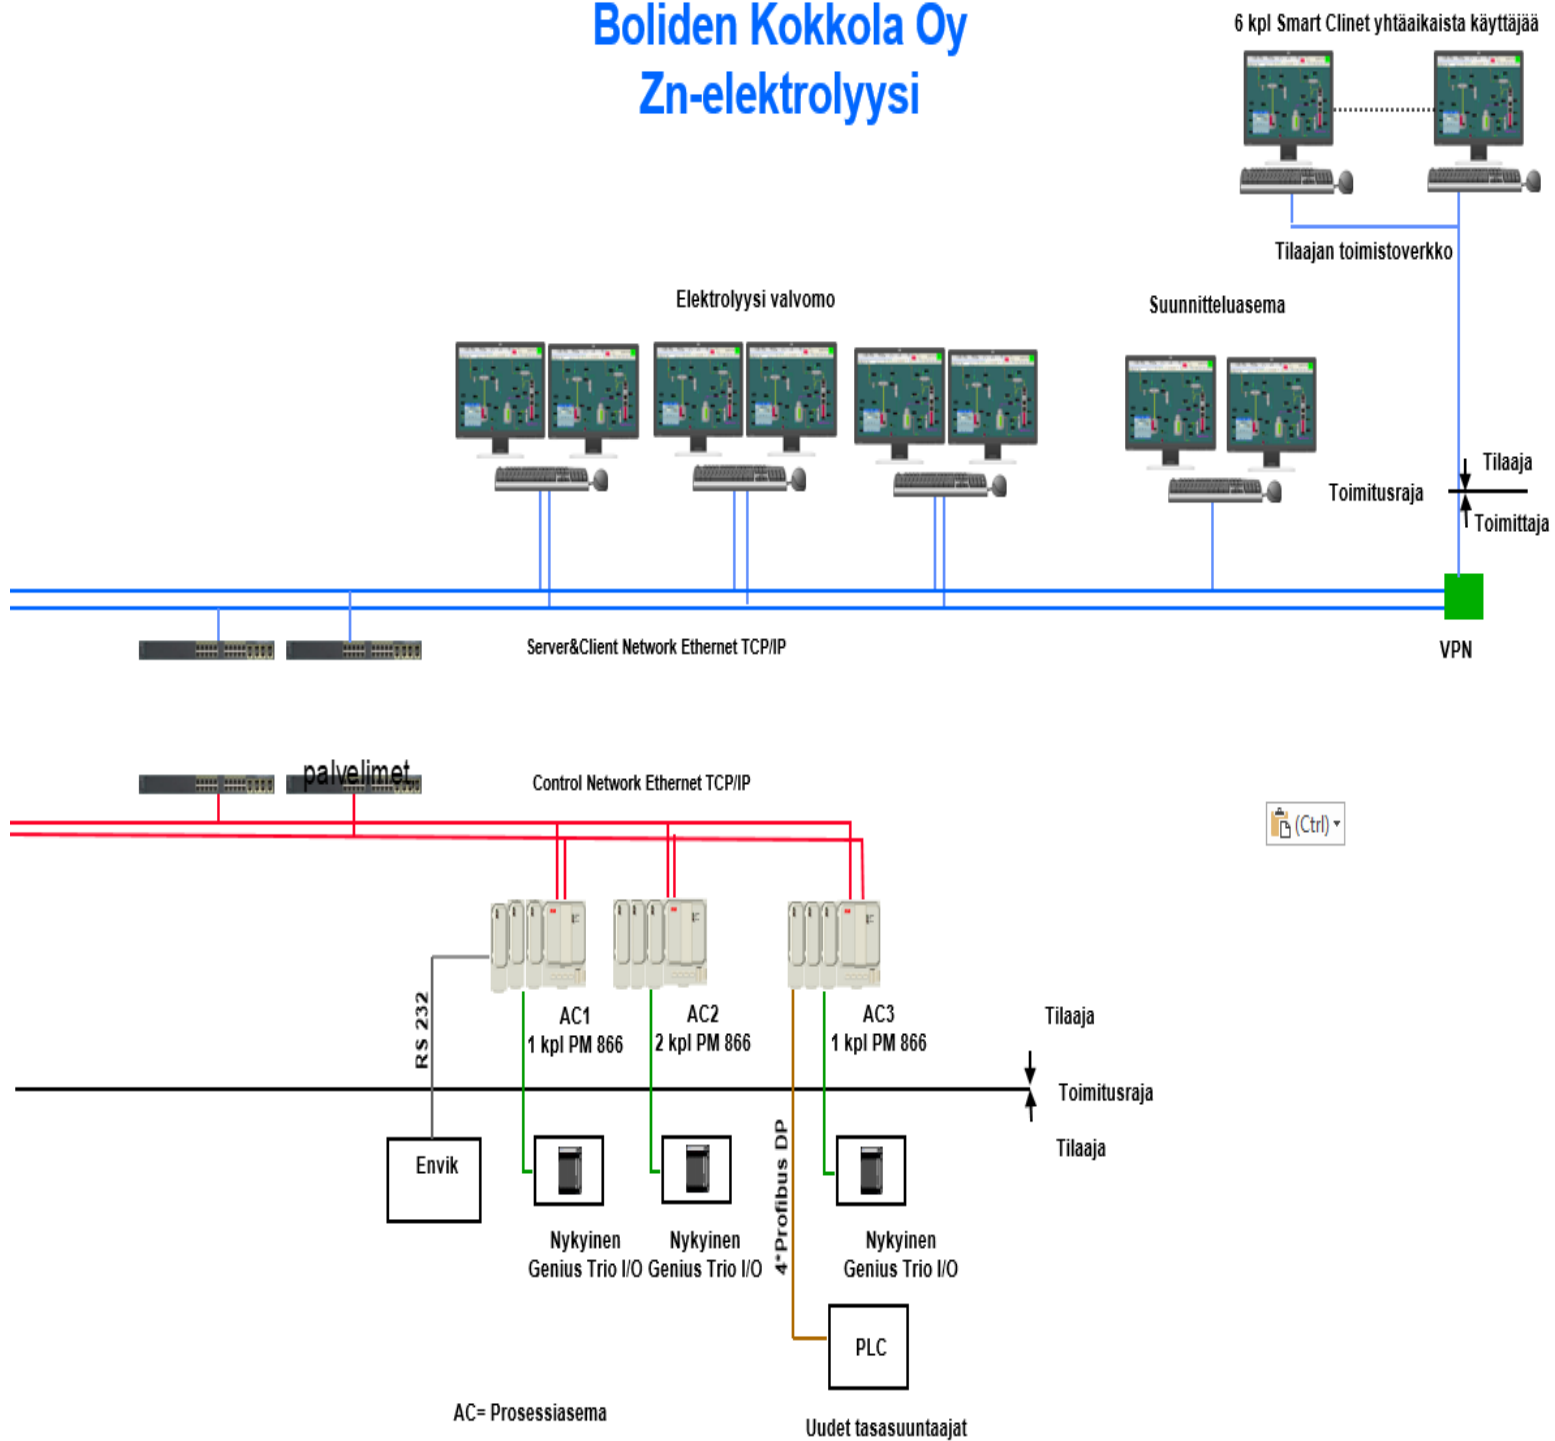 Boliden Kokkola Oy
Zn-elektrolyysi
6 kpl Smart Clinet yhtäaikaista käyttäjää
Tilaajan toimistoverkko
Elektrolyysi valvomo
Suunnitteluasema
Tilaaja
Toimitusraja
Toimittaja
Server&Client Network Ethernet TCP/IP
VPN
palvelimet
Control Network Ethernet TCP/IP
(Ctrl)
RS 232
AC1
1 kpl PM 866
AC2
2 kpl PM 866
AC3
1 kpl PM 866
Tilaaja
Toimitusraja
Tilaaja
Envik
4*Profibus DP
Nykyinen
Genius Trio I/O
Nykyinen
Genius Trio I/O
Nykyinen
Genius Trio I/O
PLC
AC= Prosessiasema
Uudet tasasuuntaajat